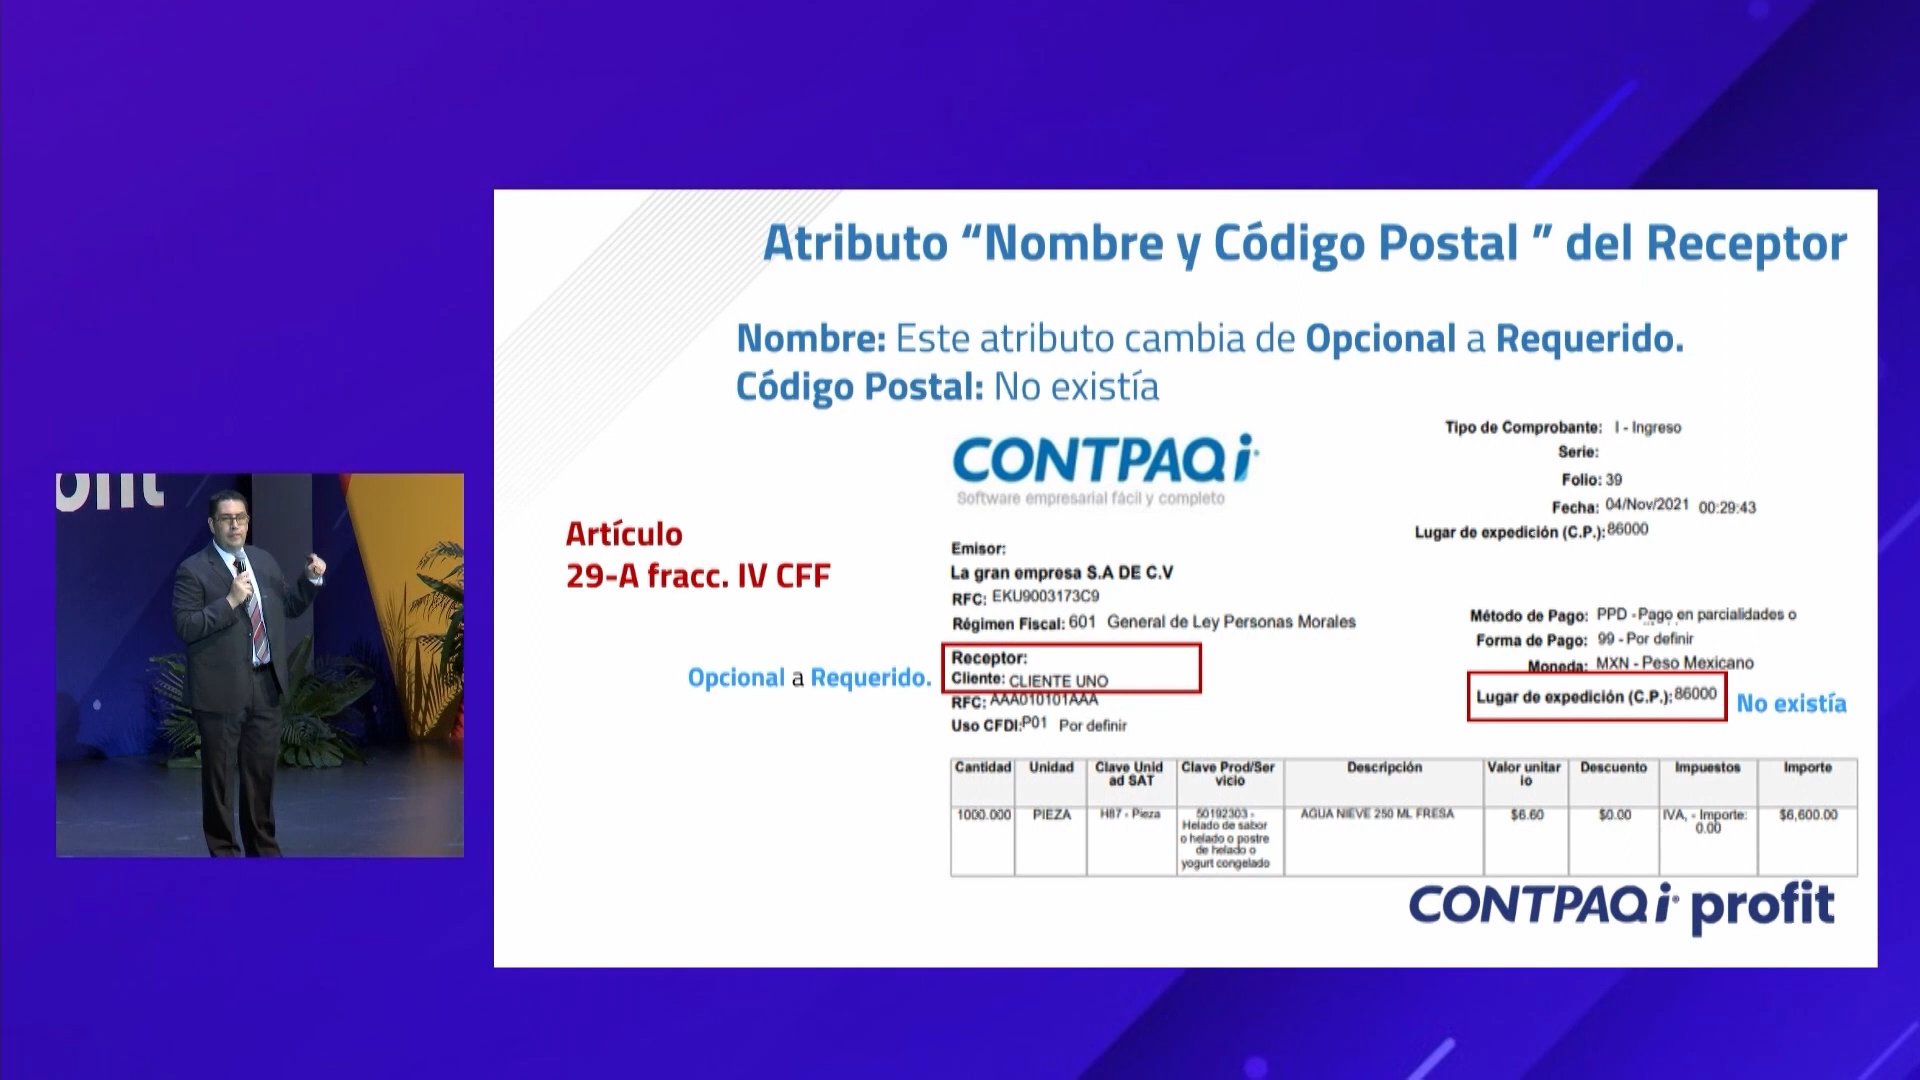 Atributo “Nombre y Código Postal ” del Receptor
Nombre: Este atributo cambia de Opcional a Requerido.
Código Postal: No existía
Artículo
29-A fracc. IV CFF
Opcional a Requerido.
CONTPAQi
Software empresarial fácil y completo
Tipo de Comprobante: I - Ingreso
Serie:
Folio: 39
Fecha: 04/Nov/2021 00:29:43
Lugar de expedición (C.P.): 86000
Emisor:
La gran empresa S.A DE C.V
RFC: EKU9003173C9
Régimen Fiscal: 601 General de Ley Personas Morales
Receptor:
Cliente: CLIENTE UNO
RFC: AAA010101AAA
Uso CFDI: P01 Por definir
Método de Pago: PPD - Pago en parcialidades o
Forma de Pago: 99 - Por definir
Moneda: MXN - Peso Mexicano
Lugar de expedición (C.P.): 86000
No existía
Cantidad Unidad Clave Unid Clave Prod/Ser Descripción Valor unitar Descuento Impuestos Importe
ad SAT vicio io
1000.000 PIEZA H87 - Pieza 50192303 - AGUA NIEVE 250 ML FRESA $6.60 $0.00 IVA, - Importe: $6,600.00
Helado de sabor 0.00
o helado o postre
de helado o
yogurt congelado
CONTPAQi profit
ofit